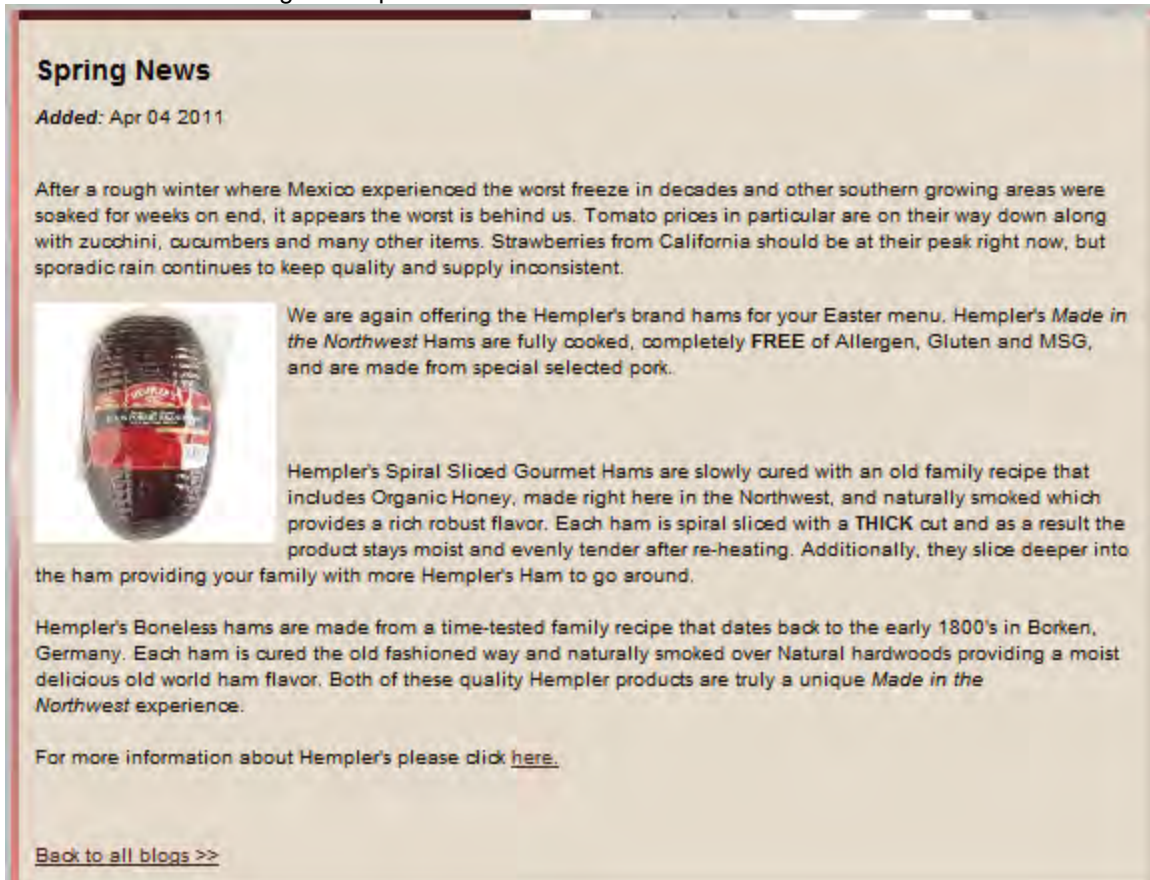 Spring News
Added: Apr 04 2011
After a rough winter where Mexico experienced the worst freeze in decades and other southern growing areas were
soaked for weeks on end, it appears the worst is behind us. Tomato prices in particular are on their way down along
with zucchini, cucumbers and many other items. Strawberries from California should be at their peak right now, but
sporadic rain continues to keep quality and supply inconsistent.
We are again offering the Hempler's brand hams for your Easter menu. Hempler's Made in
the Northwest Hams are fully cooked, completely FREE of Allergen, Gluten and MSG,
and are made from special selected pork.
Hempler's Spiral Sliced Gourmet Hams are slowly cured with an old family recipe that
includes Organic Honey, made right here in the Northwest, and naturally smoked which
provides a rich robust flavor. Each ham is spiral sliced with a THICK cut and as a result the
product stays moist and evenly tender after re-heating. Additionally, they slice deeper into
the ham providing your family with more Hempler's Ham to go around.
Hempler's Boneless hams are made from a time-tested family recipe that dates back to the early 1800's in Borken,
Germany. Each ham is cured the old fashioned way and naturally smoked over Natural hardwoods providing a moist
delicious old world ham flavor. Both of these quality Hempler products are truly a unique Made in the
Northwest experience.
For more information about Hempler's please click here.
Back to all blogs >>